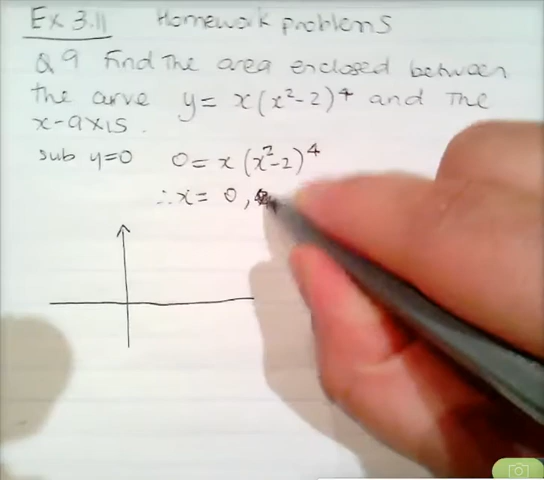 Ex 3.11 Homework problems
Q9 Find the area enclosed between
the curve y = x(x²-2)⁴ and the
x-axis.
sub y=0 0 = x(x²-2)⁴
∴ x = 0,